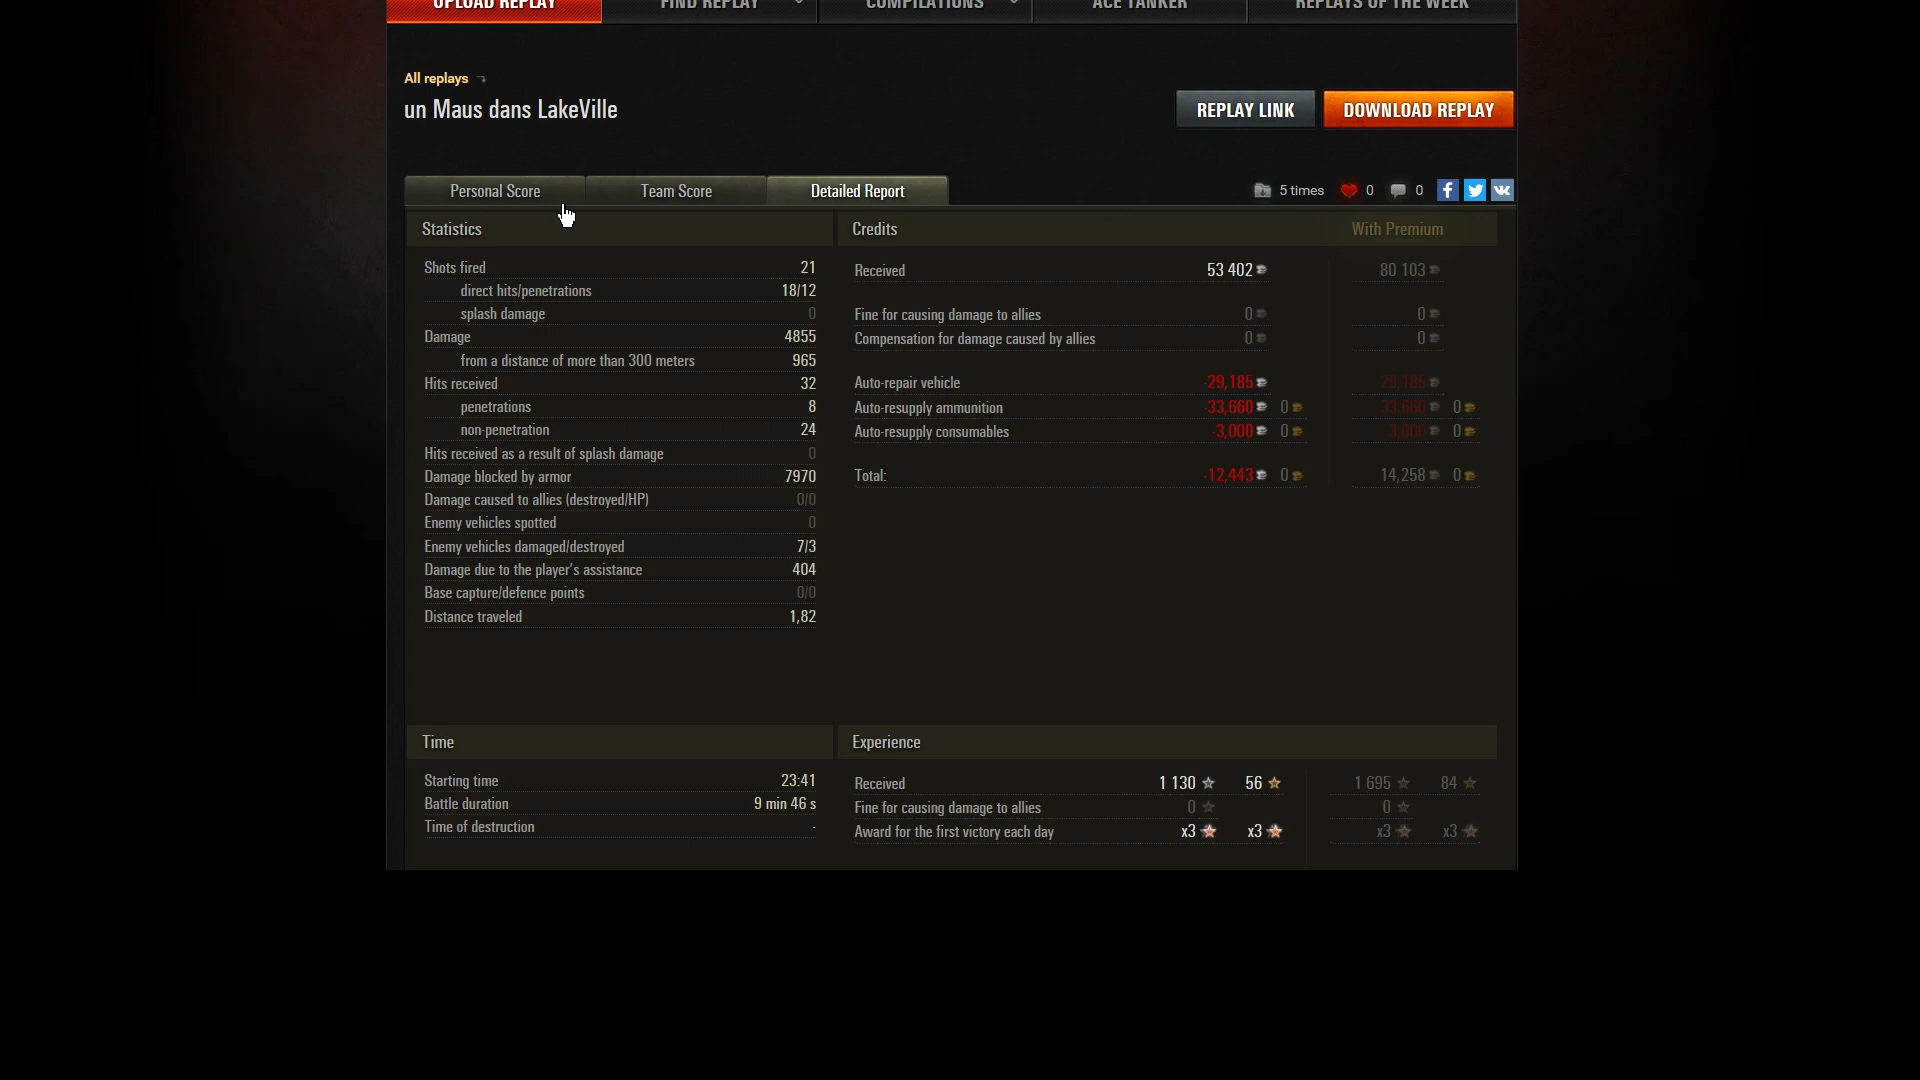 UPLOAD REPLAY FIND REPLAY COMPILATIONS ACE TANKER REPLAYS OF THE WEEK
All replays
un Maus dans LakeVille
REPLAY LINK DOWNLOAD REPLAY
Personal Score Team Score Detailed Report 5 times 0 0
Statistics
Shots fired 21
direct hits/penetrations 18/12
splash damage 0
Damage 4855
from a distance of more than 300 meters 965
Hits received 32
penetrations 8
non-penetration 24
Hits received as a result of splash damage 0
Damage blocked by armor 7970
Damage caused to allies (destroyed/HP) 0/0
Enemy vehicles spotted 0
Enemy vehicles damaged/destroyed 7/3
Damage due to the player's assistance 404
Base capture/defence points 0/0
Distance traveled 1,82
Credits With Premium
Received 53 402 80 103
Fine for causing damage to allies 0 0
Compensation for damage caused by allies 0 0
Auto-repair vehicle -29,185 -29,185
Auto-resupply ammunition -33,660 0 -33,660 0
Auto-resupply consumables -3,000 0 -3,000 0
Total: -12,443 0 14,258 0
Time
Starting time 23:41
Battle duration 9 min 46 s
Time of destruction -
Experience
Received 1 130 56 1 695 84
Fine for causing damage to allies 0 0
Award for the first victory each day x3 x3 x3 x3